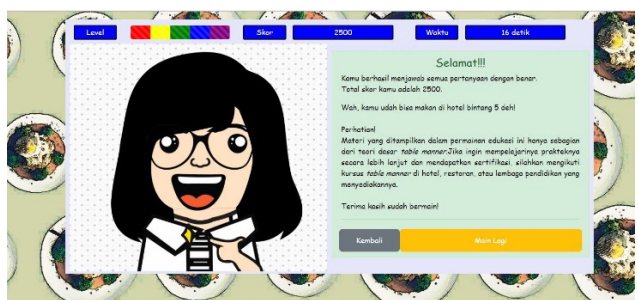 Level Skor 2500 Waktu 16 detik
Selamat!!!
Kamu berhasil menjawab semua pertanyaan dengan benar.
Total skor kamu adalah 2500.
Wah, kamu udah bisa makan di hotel bintang 5 deh!
Perhatian!
Materi yang ditampilkan dalam permainan edukasi ini hanya sebagian
dari teori dasar table manner.Jika ingin mempelajarinya prakteknya
secara lebih lanjut dan mendapatkan sertifikasi, silahkan mengikuti
kursus table manner di hotel, restoran, atau lembaga pendidikan yang
menyediakannya.
Terima kasih sudah bermain!
Kembali Main Lagi